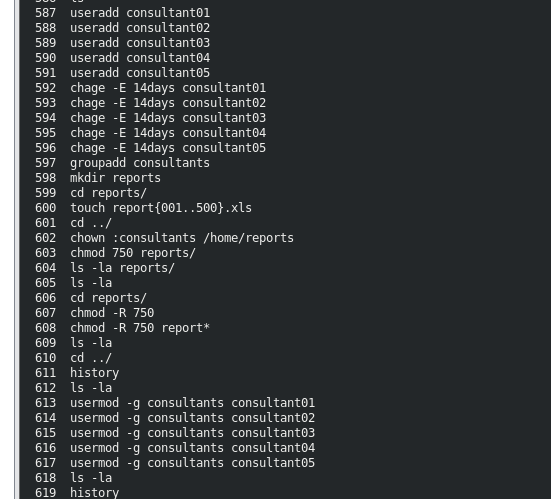 586 ls
587 useradd consultant01
588 useradd consultant02
589 useradd consultant03
590 useradd consultant04
591 useradd consultant05
592 chage -E 14days consultant01
593 chage -E 14days consultant02
594 chage -E 14days consultant03
595 chage -E 14days consultant04
596 chage -E 14days consultant05
597 groupadd consultants
598 mkdir reports
599 cd reports/
600 touch report{001..500}.xls
601 cd ../
602 chown :consultants /home/reports
603 chmod 750 reports/
604 ls -la reports/
605 ls -la
606 cd reports/
607 chmod -R 750
608 chmod -R 750 report*
609 ls -la
610 cd ../
611 history
612 ls -la
613 usermod -g consultants consultant01
614 usermod -g consultants consultant02
615 usermod -g consultants consultant03
616 usermod -g consultants consultant04
617 usermod -g consultants consultant05
618 ls -la
619 history